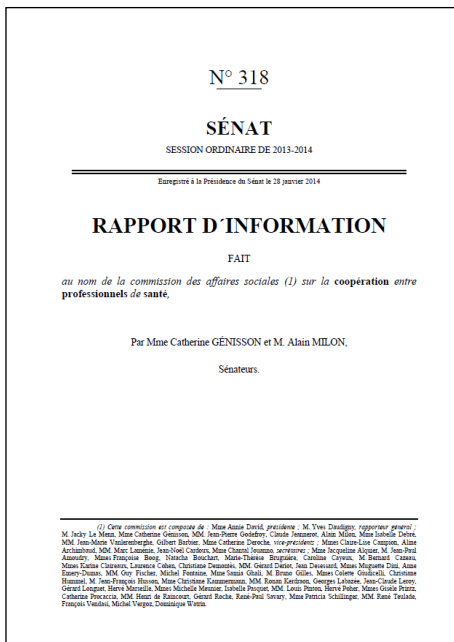 N° 318
SÉNAT
SESSION ORDINAIRE DE 2013-2014
Enregistré à la Présidence du Sénat le 28 janvier 2014
RAPPORT D´INFORMATION
FAIT
au nom de la commission des affaires sociales (1) sur la coopération entre
professionnels de santé,
Par Mme Catherine GÉNISSON et M. Alain MILON,
Sénateurs.
(1) Cette commission est composée de : Mme Annie David, présidente ; M. Yves Daudigny, rapporteur général ;
M. Jacky Le Menn, Mme Catherine Génisson, MM. Jean-Pierre Godefroy, Claude Jeannerot, Alain Milon, Mme Isabelle Debré,
MM. Jean-Marie Vanlerenberghe, Gilbert Barbier, Mme Catherine Deroche, vice-présidents ; Mmes Claire-Lise Campion, Aline
Archimbaud, MM. Marc Laménie, Jean-Noël Cardoux, Mme Chantal Jouanno, secrétaires ; Mme Jacqueline Alquier, M. Jean-Paul
Amoudry, Mmes Françoise Boog, Natacha Bouchart, Marie-Thérèse Bruguière, Caroline Cayeux, M. Bernard Cazeau,
Mmes Karine Claireaux, Laurence Cohen, Christiane Demontès, MM. Gérard Dériot, Jean Desessard, Mmes Muguette Dini, Anne
Emery-Dumas, MM. Guy Fischer, Michel Fontaine, Mme Samia Ghali, M. Bruno Gilles, Mmes Colette Giudicelli, Christiane
Hummel, M. Jean-François Husson, Mme Christiane Kammermann, MM. Ronan Kerdraon, Georges Labazée, Jean-Claude Leroy,
Gérard Longuet, Hervé Marseille, Mmes Michelle Meunier, Isabelle Pasquet, MM. Louis Pinton, Hervé Poher, Mmes Gisèle Printz,
Catherine Procaccia, MM. Henri de Raincourt, Gérard Roche, René-Paul Savary, Mme Patricia Schillinger, MM. René Teulade,
François Vendasi, Michel Vergoz, Dominique Watrin.